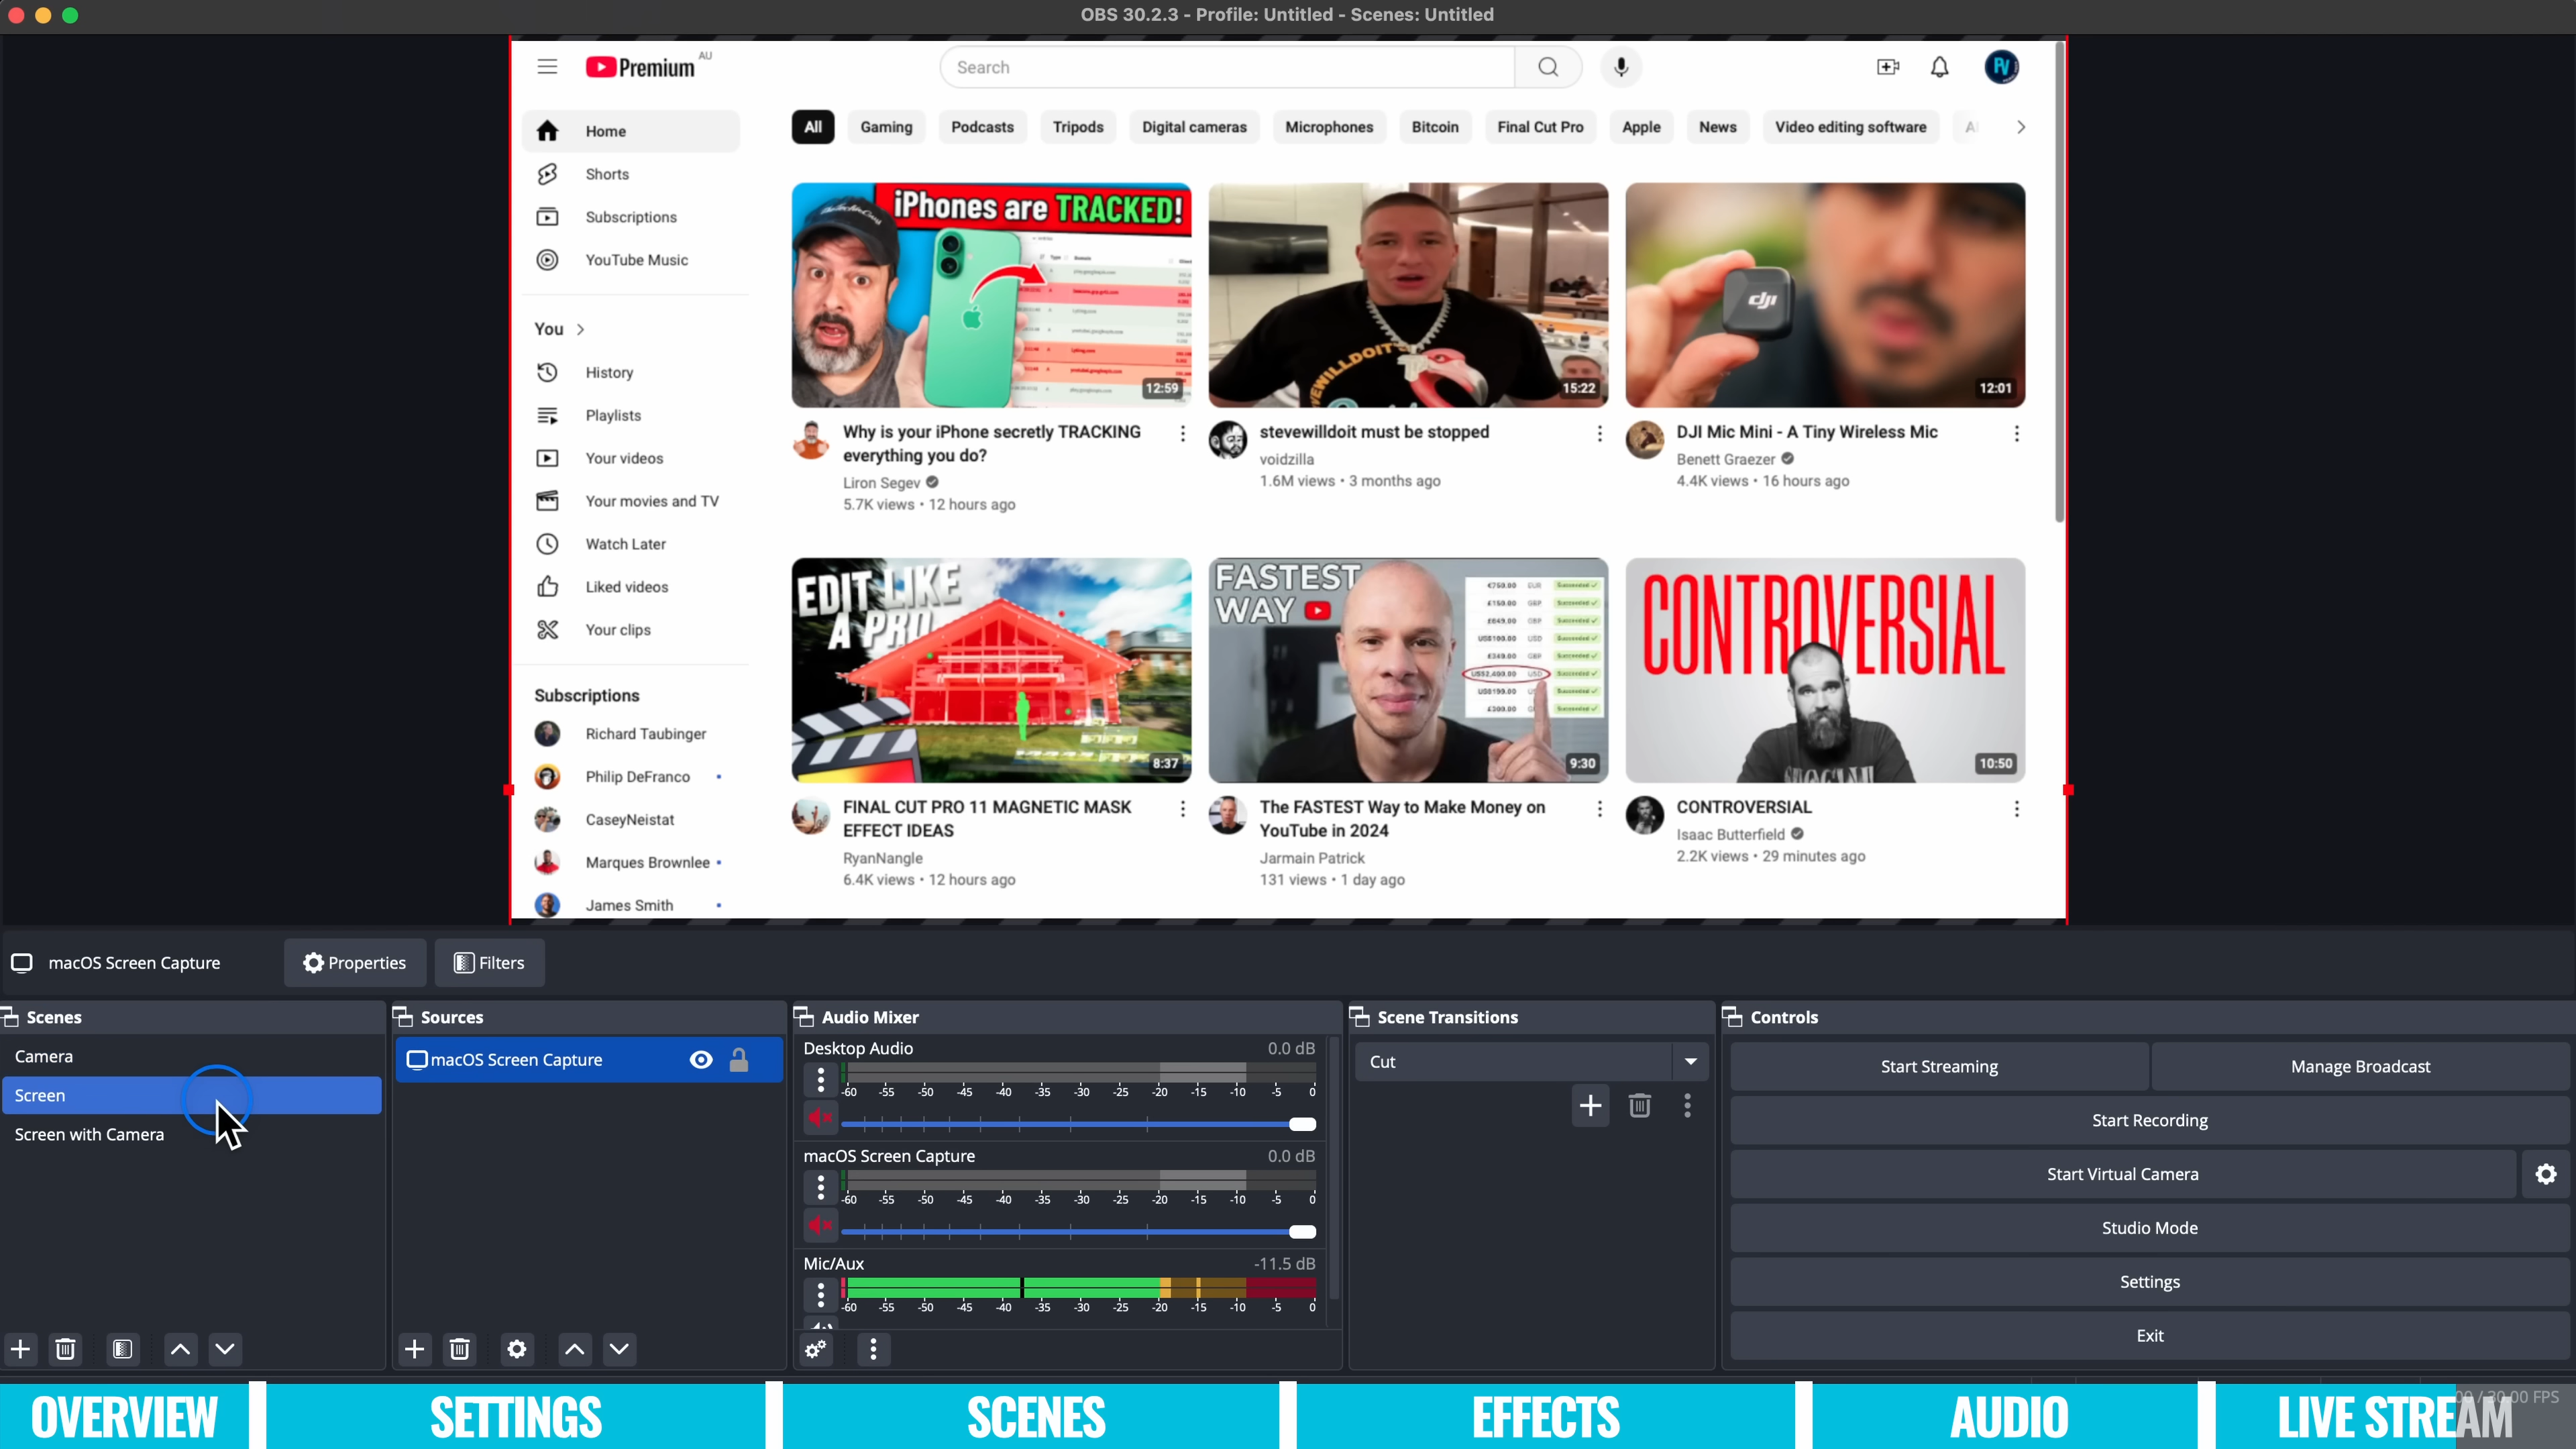 OBS 30.2.3 - Profile: Untitled - Scenes: Untitled
Premium AU
Search
All
Gaming
Podcasts
Tripods
Digital cameras
Microphones
Bitcoin
Final Cut Pro
Apple
News
Video editing software
Home
Shorts
Subscriptions
YouTube Music
You
History
Playlists
Your videos
Your movies and TV
Watch Later
Liked videos
Your clips
Subscriptions
Richard Taubinger
Philip DeFranco
CaseyNeistat
Marques Brownlee
James Smith
iPhones are TRACKED!
12:59
15:22
dji
12:01
Why is your iPhone secretly TRACKING
everything you do?
Liron Segev
5.7K views • 12 hours ago
stevewilldoit must be stopped
voidzilla
1.6M views • 3 months ago
DJI Mic Mini - A Tiny Wireless Mic
Benett Graezer
4.4K views • 16 hours ago
EDIT LIKE
A PRO
8:37
FASTEST
WAY
9:30
CONTROVERSIAL
10:50
FINAL CUT PRO 11 MAGNETIC MASK
EFFECT IDEAS
RyanNangle
6.4K views • 12 hours ago
The FASTEST Way to Make Money on
YouTube in 2024
Jarmain Patrick
131 views • 1 day ago
CONTROVERSIAL
Isaac Butterfield
2.2K views • 29 minutes ago
macOS Screen Capture
Properties
Filters
Scenes
Camera
Screen
Screen with Camera
Sources
macOS Screen Capture
Audio Mixer
Desktop Audio 0.0 dB
-60 -55 -50 -45 -40 -35 -30 -25 -20 -15 -10 -5 0
macOS Screen Capture 0.0 dB
-60 -55 -50 -45 -40 -35 -30 -25 -20 -15 -10 -5 0
Mic/Aux -11.5 dB
-60 -55 -50 -45 -40 -35 -30 -25 -20 -15 -10 -5 0
Scene Transitions
Cut
Controls
Start Streaming
Manage Broadcast
Start Recording
Start Virtual Camera
Studio Mode
Settings
Exit
OVERVIEW
SETTINGS
SCENES
EFFECTS
AUDIO
LIVE STREAM
/ 30.00 FPS